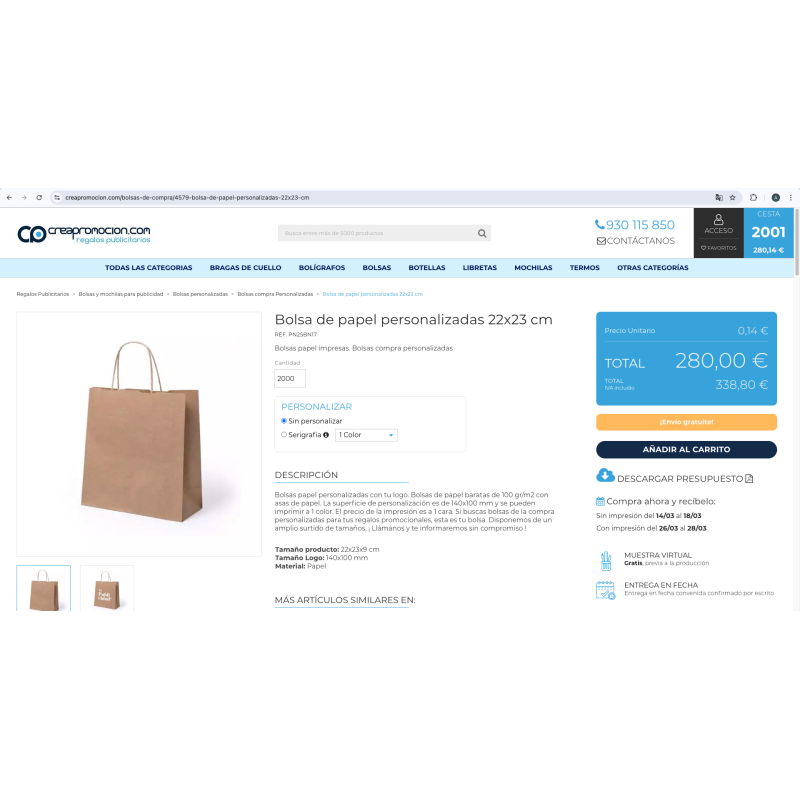 creapromocion.com/bolsas-de-compra/4579-bolsa-de-papel-personalizadas-22x23-cm
creapromocion.com
regalos publicitarios
Busca entre mas de 5000 productos
930 115 850
CONTÁCTANOS
ACCESO
FAVORITOS
CESTA
2001
280,14 €
TODAS LAS CATEGORIAS BRAGAS DE CUELLO BOLÍGRAFOS BOLSAS BOTELLAS LIBRETAS MOCHILAS TERMOS OTRAS CATEGORÍAS
Regalos Publicitarios > Bolsas y mochilas para publicidad > Bolsas personalizadas > Bolsas compra Personalizadas > Bolsa de papel personalizadas 22x23 cm
Bolsa de papel personalizadas 22x23 cm
REF. PN25BN17
Bolsas papel impresas. Bolsas compra personalizadas
Cantidad
2000
PERSONALIZAR
Sin personalizar
Serigrafía 1 Color
DESCRIPCIÓN
Bolsas papel personalizadas con tu logo. Bolsas de papel baratas de 100 gr/m2 con
asas de papel. La superficie de personalización es de 140x100 mm y se pueden
imprimir a 1 color. El precio de la impresión es a 1 cara. Si buscas bolsas de la compra
personalizadas para tus regalos promocionales, esta es tu bolsa. Disponemos de un
amplio surtido de tamaños. ¡ Llámanos y te informaremos sin compromiso !
Tamaño producto: 22x23x9 cm
Tamaño Logo: 140x100 mm
Material: Papel
MÁS ARTÍCULOS SIMILARES EN:
Precio Unitario 0,14 €
TOTAL 280,00 €
TOTAL
IVA incluido
338,80 €
¡Envío gratuito!
AÑADIR AL CARRITO
DESCARGAR PRESUPUESTO
Compra ahora y recíbelo:
Sin impresión del 14/03 al 18/03
Con impresión del 26/03 al 28/03
MUESTRA VIRTUAL
Gratis, previa a la producción
ENTREGA EN FECHA
Entrega en fecha convenida confirmado por escrito